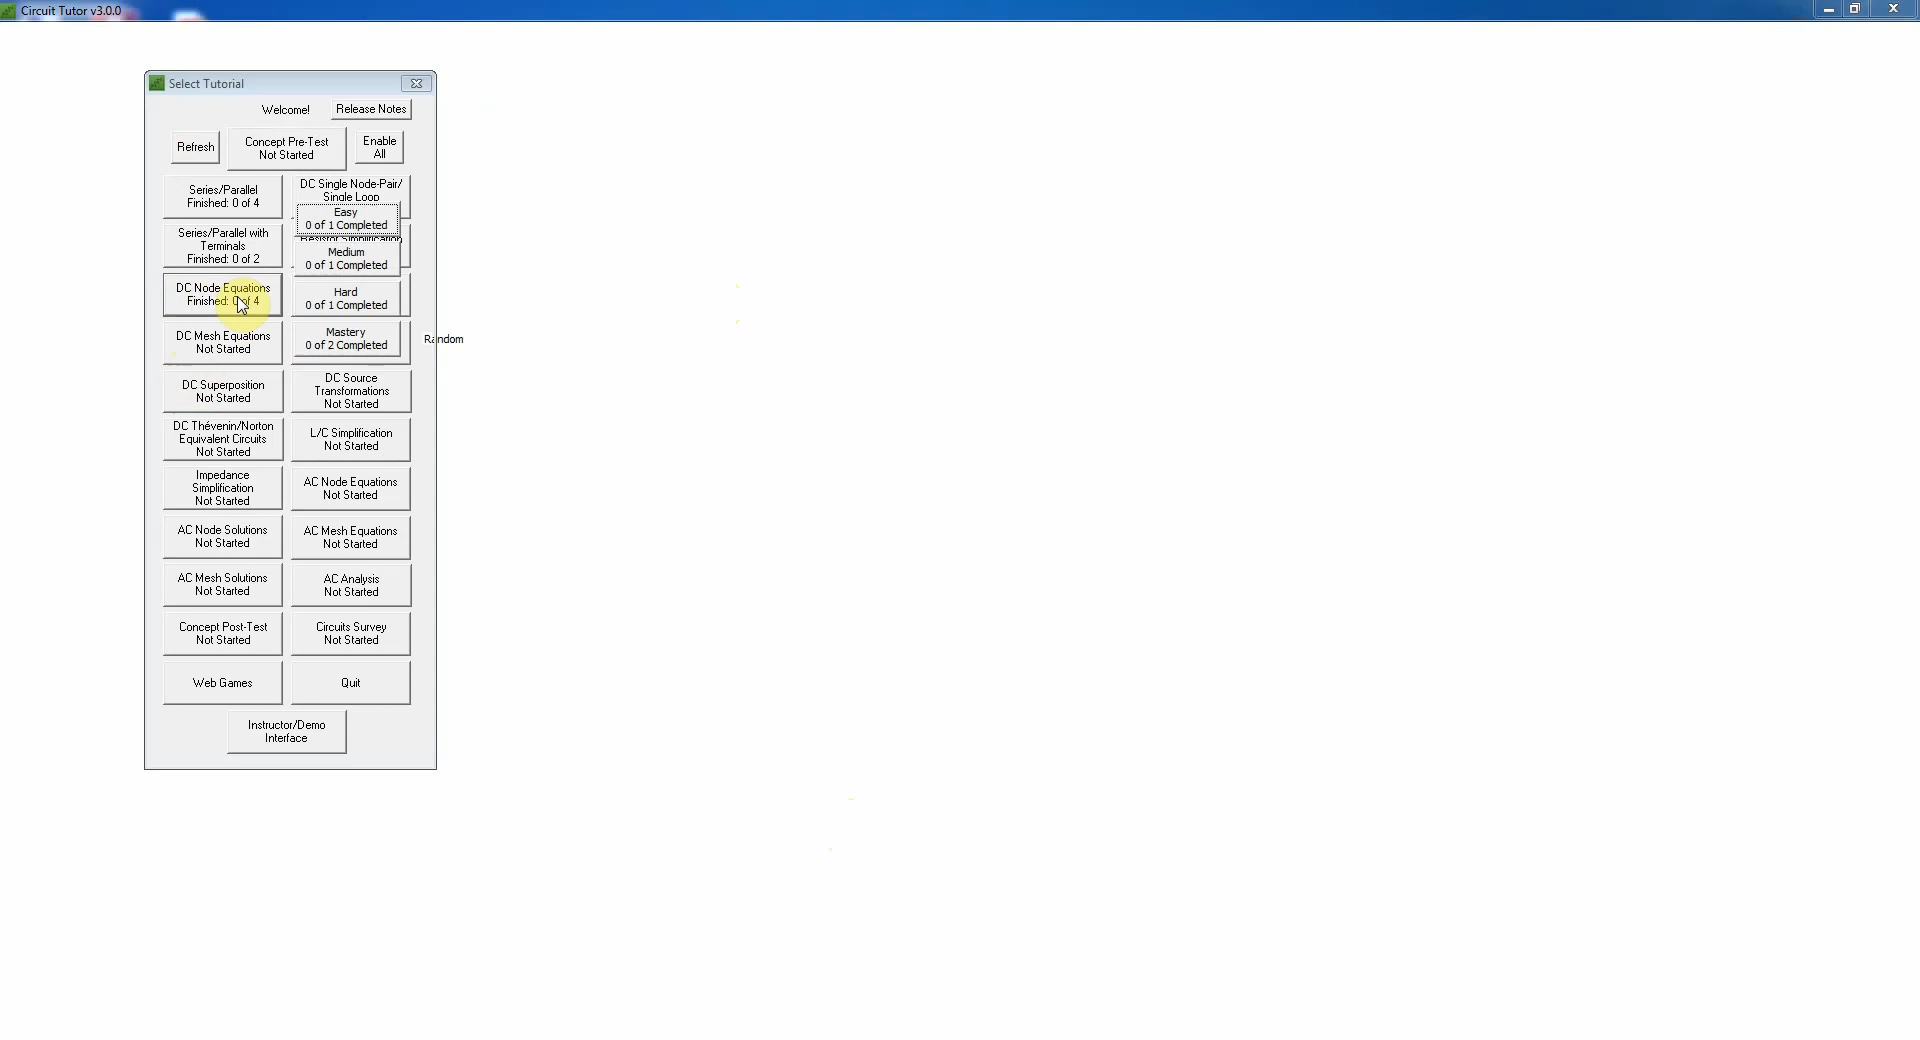 Circuit Tutor v3.0.0
Select Tutorial
Welcome!
Release Notes
Refresh
Concept Pre-Test
Not Started
Enable
All
Series/Parallel
Finished: 0 of 4
DC Single Node-Pair/
Single Loop
Easy
0 of 1 Completed
Series/Parallel with
Terminals
Finished: 0 of 2
Resistor Simplification
Medium
0 of 1 Completed
DC Node Equations
Finished: 0 of 4
Hard
0 of 1 Completed
DC Mesh Equations
Not Started
Mastery
0 of 2 Completed
Random
DC Superposition
Not Started
DC Source
Transformations
Not Started
DC Thévenin/Norton
Equivalent Circuits
Not Started
L/C Simplification
Not Started
Impedance
Simplification
Not Started
AC Node Equations
Not Started
AC Node Solutions
Not Started
AC Mesh Equations
Not Started
AC Mesh Solutions
Not Started
AC Analysis
Not Started
Concept Post-Test
Not Started
Circuits Survey
Not Started
Web Games
Quit
Instructor/Demo
Interface